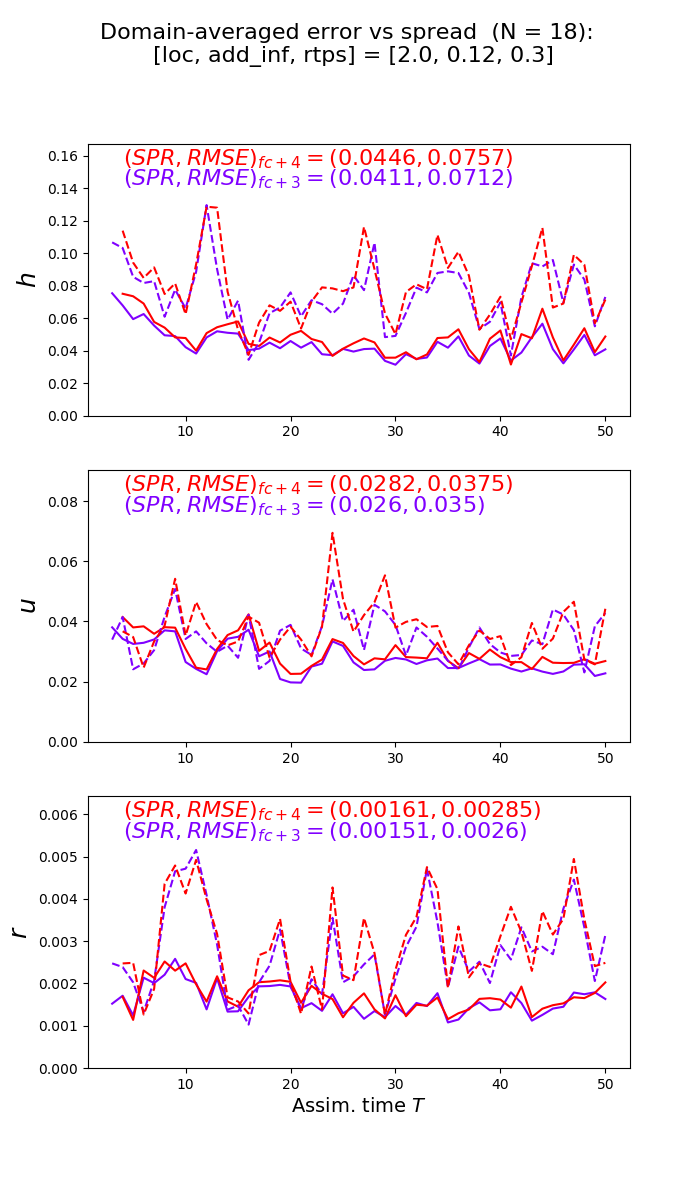 Domain-averaged error vs spread (N = 18):
[loc, add_inf, rtps] = [2.0, 0.12, 0.3]
(SPR, RMSE)fc+4 = (0.0446, 0.0757)
(SPR, RMSE)fc+3 = (0.0411, 0.0712)
0.16
0.14
0.12
0.10
0.08
0.06
0.04
0.02
0.00
h
10 20 30 40 50
(SPR, RMSE)fc+4 = (0.0282, 0.0375)
(SPR, RMSE)fc+3 = (0.026, 0.035)
0.08
0.06
0.04
0.02
0.00
u
10 20 30 40 50
(SPR, RMSE)fc+4 = (0.00161, 0.00285)
(SPR, RMSE)fc+3 = (0.00151, 0.0026)
0.006
0.005
0.004
0.003
0.002
0.001
0.000
r
10 20 30 40 50
Assim. time T